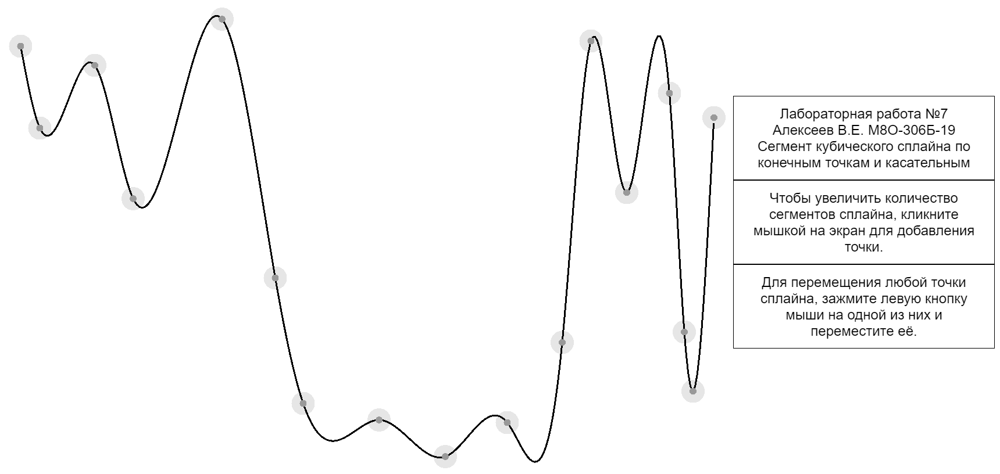 Лабораторная работа №7
Алексеев В.Е. М8О-306Б-19
Сегмент кубического сплайна по
конечным точкам и касательным
Чтобы увеличить количество
сегментов сплайна, кликните
мышкой на экран для добавления
точки.
Для перемещения любой точки
сплайна, зажмите левую кнопку
мыши на одной из них и
переместите её.